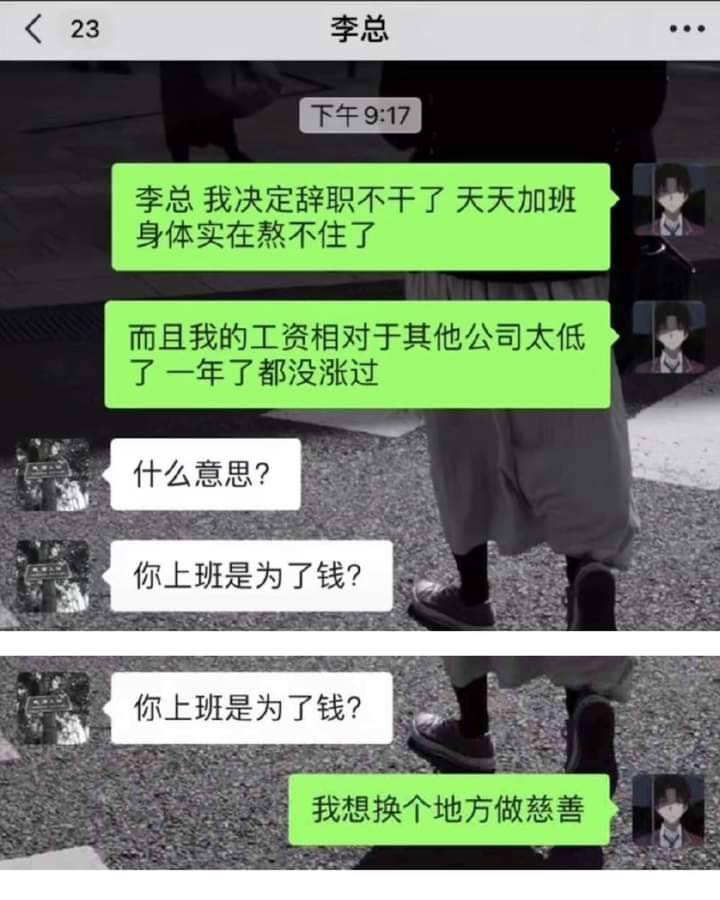 23
李总
下午 9:17
李总 我决定辞职不干了 天天加班
身体实在熬不住了
而且我的工资相对于其他公司太低
了 一年了都没涨过
什么意思?
你上班是为了钱?
你上班是为了钱?
我想换个地方做慈善